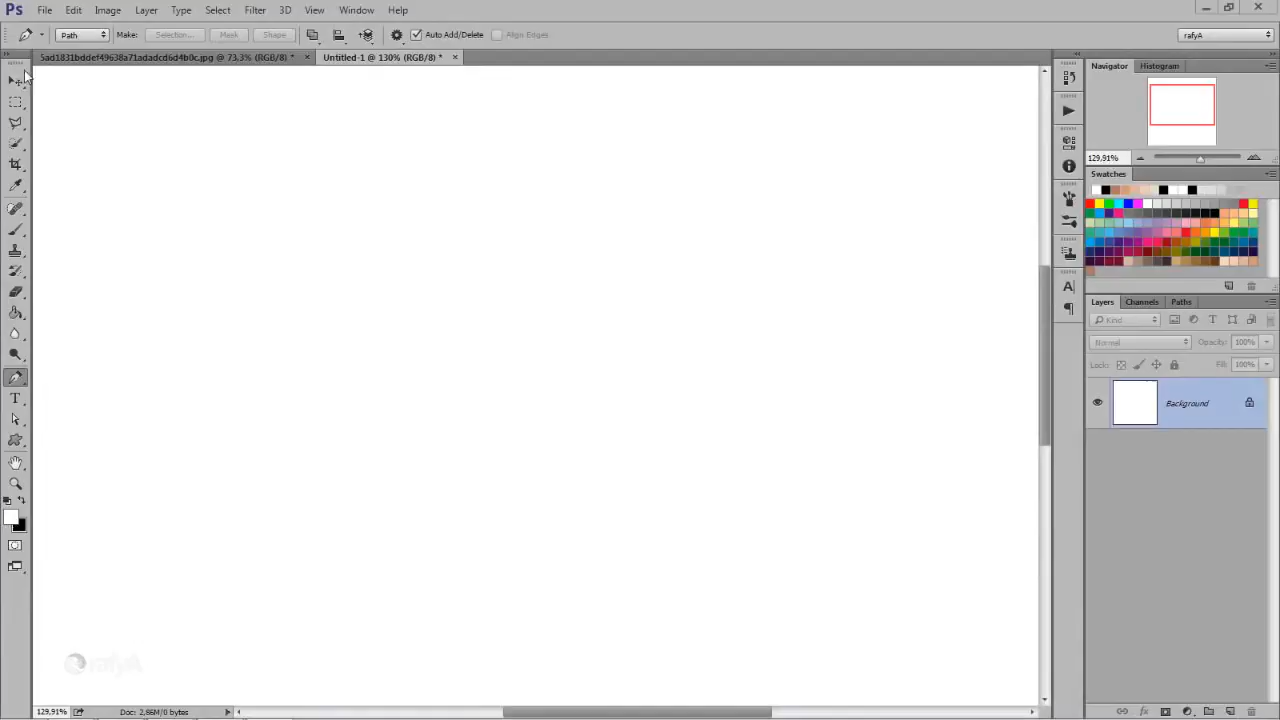 Ps File Edit Image Layer Type Select Filter 3D View Window Help
Path Make: Selection... Mask Shape Auto Add/Delete Align Edges rafyA
5ad1831bddef49638a71adadcd6d4b0c.jpg @ 73,3% (RGB/8) * × Untitled-1 @ 130% (RGB/8) * ×
Navigator Histogram
129,91%
Swatches
Layers Channels Paths
Kind
Normal Opacity: 100%
Lock: Fill: 100%
Background
rafyA
129,91% Doc: 2,86M/0 bytes